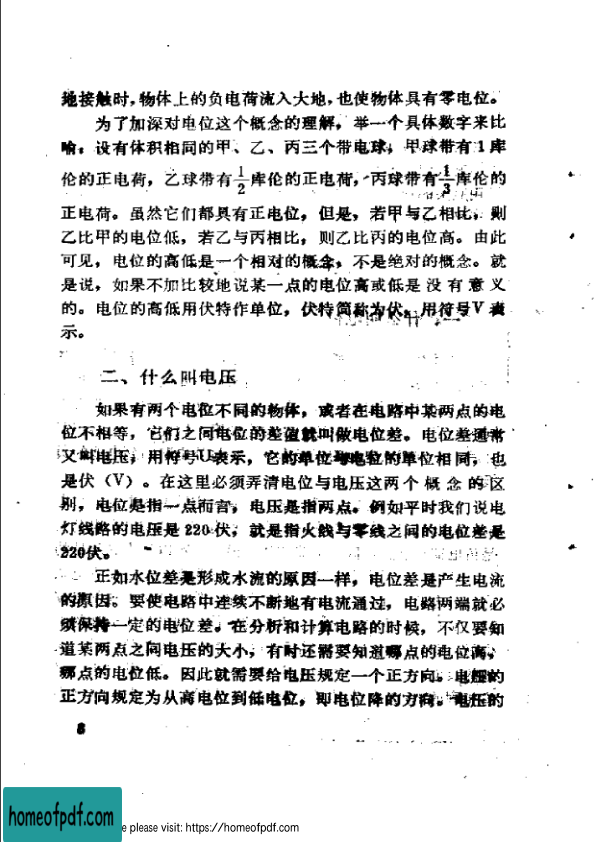 地接触时，物体上的负电荷流入大地，也使物体具有零电位。
为了加深对电位这个概念的理解，举一个具体数字来比
喻，设有体积相同的甲、乙、丙三个带电球，甲球带有1库
伦的正电荷，乙球带有1/2库伦的正电荷，丙球带有1/3库伦的
正电荷。虽然它们都具有正电位，但是，若甲与乙相比，则
乙比甲的电位低，若乙与丙相比，则乙比丙的电位高。由此
可见，电位的高低是一个相对的概念，不是绝对的概念。就
是说，如果不加比较地说某一点的电位高或低是没有意义
的。电位的高低用伏特作单位，伏特简称为伏，用符号V表
示。
二、什么叫电压
如果有两个电位不同的物体，或者在电路中某两点的电
位不相等，它们之间电位的差值就叫做电位差。电位差通常
又叫电压，用符号U表示，它的单位与电位的单位相同，也
是伏（V）。在这里必须弄清电位与电压这两个概念的区
别，电位是指一点而言，电压是指两点。例如平时我们说电
灯线路的电压是220伏，就是指火线与零线之间的电位差是
220伏。
正如水位差是形成水流的原因一样，电位差是产生电流
的原因。要使电路中连续不断地有电流通过，电路两端就必
须保持一定的电位差。在分析和计算电路的时候，不仅要知
道某两点之间电压的大小，有时还需要知道哪点的电位高，
哪点的电位低。因此就需要给电压规定一个正方向。电压的
正方向规定为从高电位到低电位，即电位降的方向。电压的
homeofpdf.com
e please visit: https://homeofpdf.com